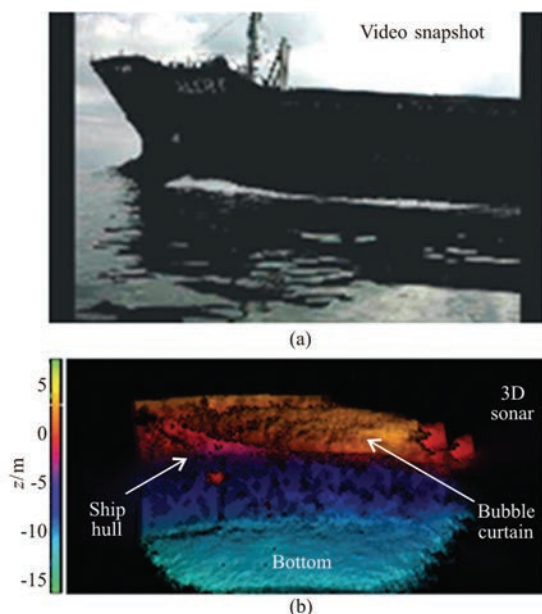 Video snapshot
(a)
5
0
-5
-10
-15
z/m
3D
sonar
Ship
hull
Bubble
curtain
Bottom
(b)